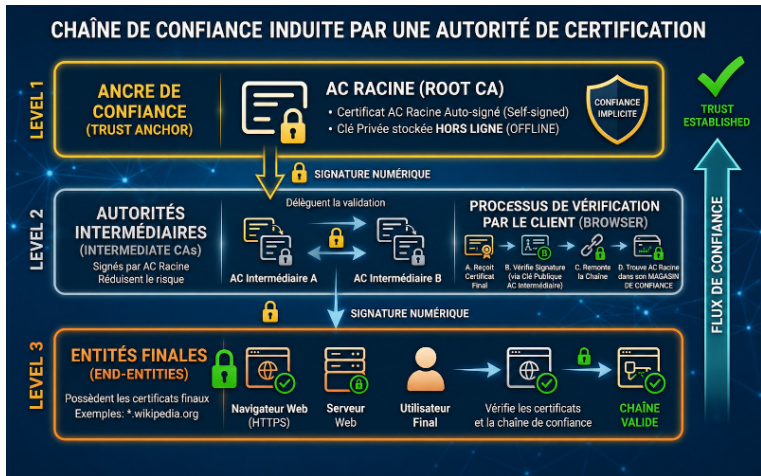 CHAÎNE DE CONFIANCE INDUITE PAR UNE AUTORITÉ DE CERTIFICATION
LEVEL 1
ANCRE DE
CONFIANCE
(TRUST ANCHOR)
AC RACINE (ROOT CA)
• Certificat AC Racine Auto-signé (Self-signed)
• Clé Privée stockée HORS LIGNE (OFFLINE)
CONFIANCE
IMPLICITE
TRUST
ESTABLISHED
SIGNATURE NUMÉRIQUE
LEVEL 2
AUTORITÉS
INTERMÉDIAIRES
(INTERMEDIATE CAs)
Signés par AC Racine
Réduisent le risque
Délèguent la validation
AC Intermédiaire A
AC Intermédiaire B
PROCESSUS DE VÉRIFICATION
PAR LE CLIENT (BROWSER)
A. Reçoit
Certificat
Final
B
B. Vérifie Signature
(via Clé Publique
AC Intermédiaire)
C. Remonte
la Chaîne
D. Trouve AC Racine
dans son MAGASIN
DE CONFIANCE
FLUX DE CONFIANCE
SIGNATURE NUMÉRIQUE
LEVEL 3
ENTITÉS FINALES
(END-ENTITIES)
Possèdent les certificats finaux
Exemples: *.wikipedia.org
Navigateur Web
(HTTPS)
Serveur
Web
Utilisateur
Final
Vérifie les certificats
et la chaîne de confiance
CHAÎNE
VALIDE